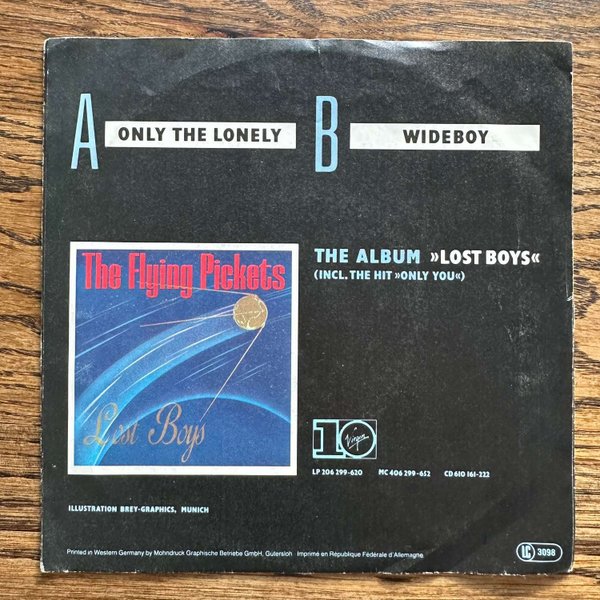 A ONLY THE LONELY
B WIDEBOY
The Flying Pickets
Lost Boys
THE ALBUM »LOST BOYS«
(INCL. THE HIT »ONLY YOU«)
10 Virgin
LP 206 299-620 MC 406 299-652 CD 610 161-222
ILLUSTRATION BREY-GRAPHICS, MUNICH
Printed in Western Germany by Mohndruck Graphische Betriebe GmbH, Gütersloh Imprimé en République Fédérale d'Allemagne
LC 3098